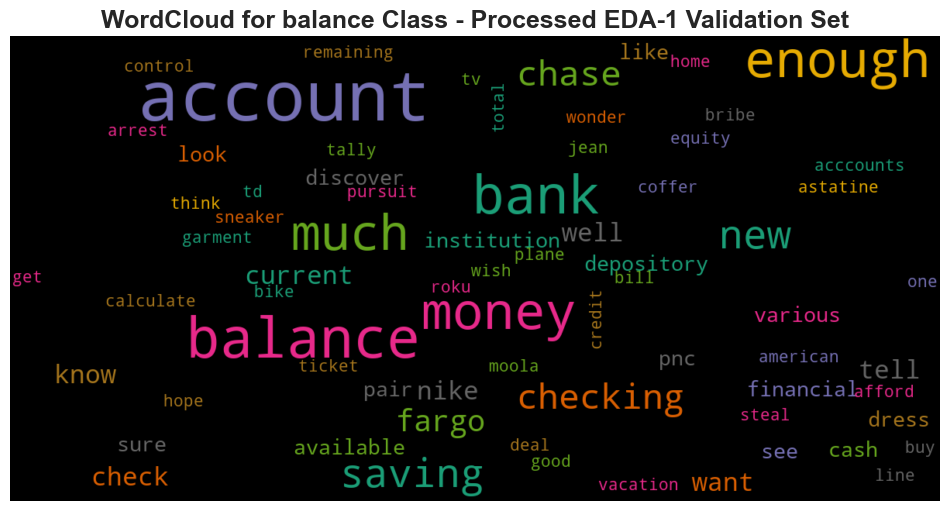 WordCloud for balance Class - Processed EDA-1 Validation Set
remaining like enough
control chase home
account tv total
wonder bribe
arrest equity
look tally jean
discover acccounts
td pursuit bank coffer astatine
think
sneaker much new
garment institution well
plane
current wish depository
get bike roku bill one
calculate money credit various
balance
know ticket moola pnc american tell
hope pair nike checking financial afford
fargo steal dress
sure available deal see cash buy
check saving good vacation want line